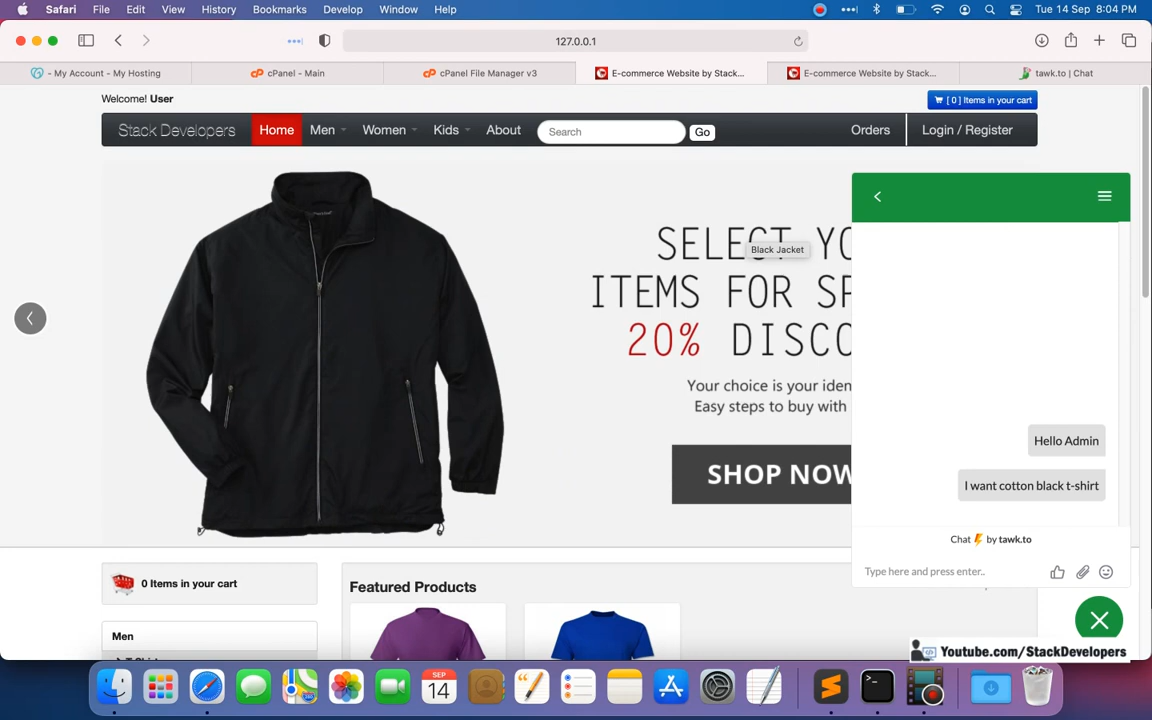 Safari File Edit View History Bookmarks Develop Window Help Tue 14 Sep 8:04 PM
127.0.0.1
- My Account - My Hosting cPanel - Main cPanel File Manager v3 E-commerce Website by Stack... E-commerce Website by Stack... tawk.to | Chat
Welcome! User [ 0 ] Items in your cart
Stack Developers Home Men Women Kids About Search Go Orders Login / Register
SELECT YO
Black Jacket
ITEMS FOR SP
20% DISCO
Your choice is your iden
Easy steps to buy with
SHOP NOW
Hello Admin
I want cotton black t-shirt
Chat by tawk.to
Type here and press enter..
0 Items in your cart
Featured Products
Men
Youtube.com/StackDevelopers
SEP
14